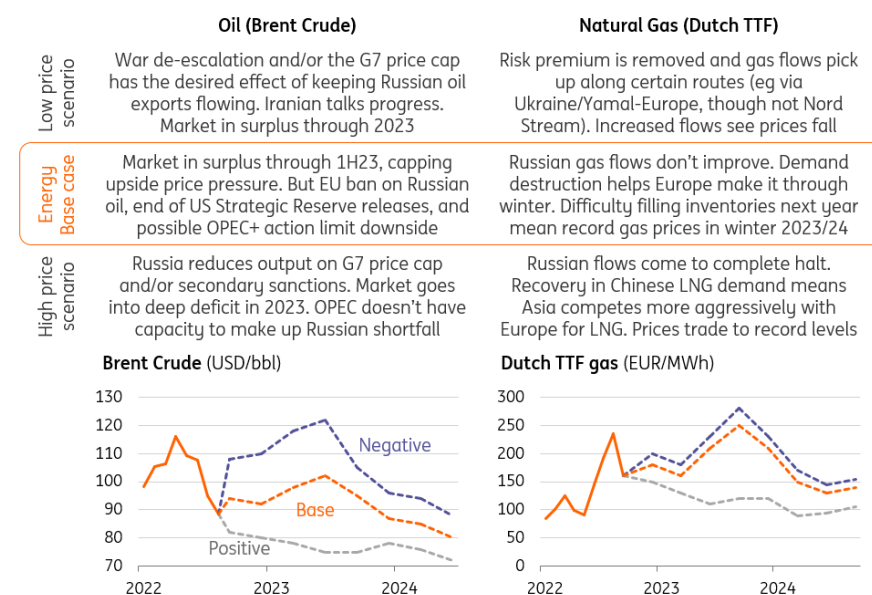 Oil (Brent Crude)
Natural Gas (Dutch TTF)
Low price
scenario
War de-escalation and/or the G7 price cap
has the desired effect of keeping Russian oil
exports flowing. Iranian talks progress.
Market in surplus through 2023
Risk premium is removed and gas flows pick
up along certain routes (eg via
Ukraine/Yamal-Europe, though not Nord
Stream). Increased flows see prices fall
Energy
Base case
Market in surplus through 1H23, capping
upside price pressure. But EU ban on Russian
oil, end of US Strategic Reserve releases, and
possible OPEC+ action limit downside
Russian gas flows don't improve. Demand
destruction helps Europe make it through
winter. Difficulty filling inventories next year
mean record gas prices in winter 2023/24
High price
scenario
Russia reduces output on G7 price cap
and/or secondary sanctions. Market goes
into deep deficit in 2023. OPEC doesn't have
capacity to make up Russian shortfall
Russian flows come to complete halt.
Recovery in Chinese LNG demand means
Asia competes more aggressively with
Europe for LNG. Prices trade to record levels
Brent Crude (USD/bbl)
130
120
110
100
90
80
70
Negative
Base
Positive
2022
2023
2024
Dutch TTF gas (EUR/MWh)
300
250
200
150
100
50
0
2022
2023
2024